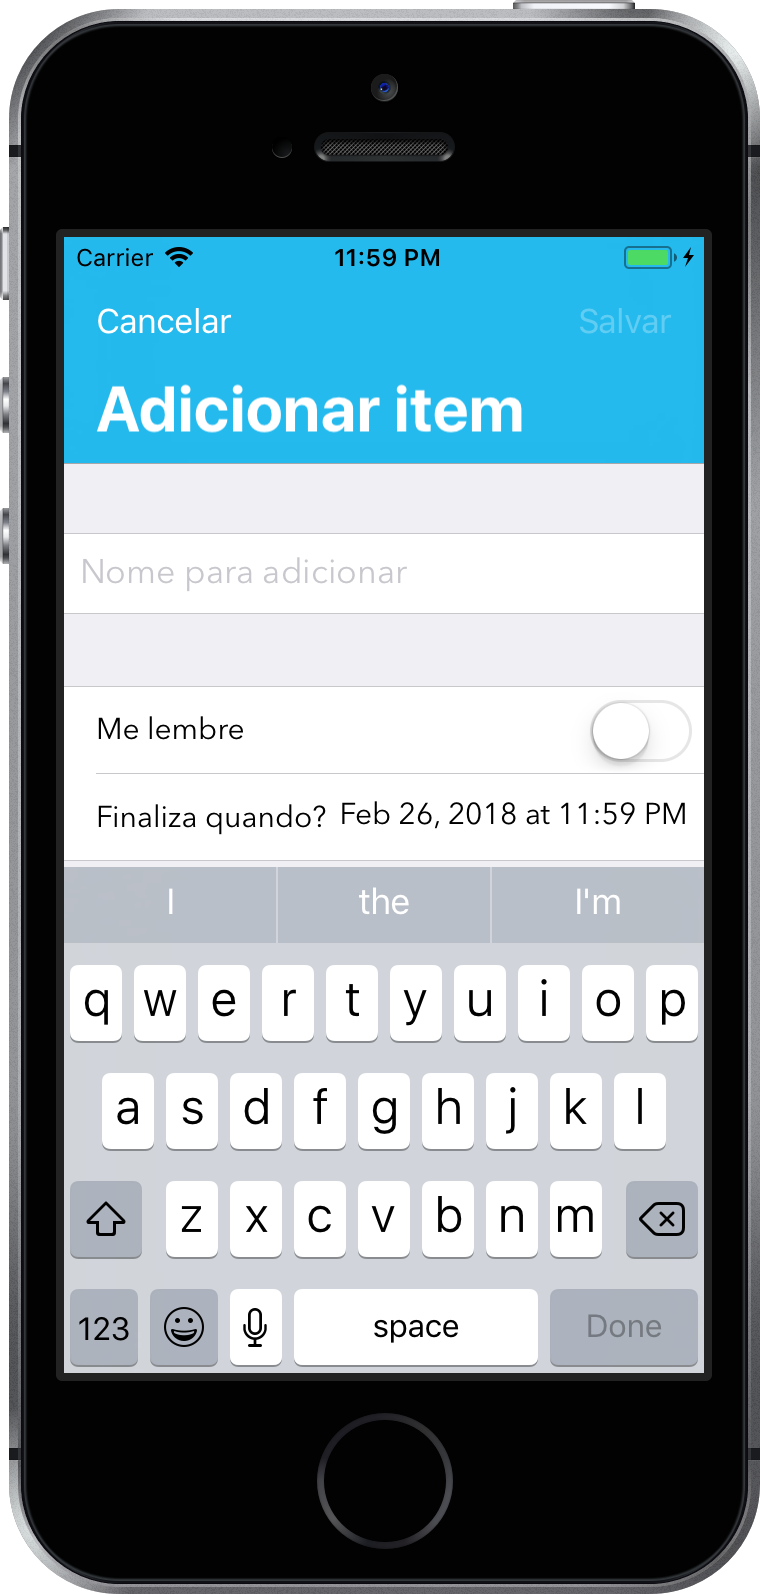 Carrier 11:59 PM
Cancelar Salvar
Adicionar item
Nome para adicionar
Me lembre
Finaliza quando? Feb 26, 2018 at 11:59 PM
I the I'm
q w e r t y u i o p
a s d f g h j k l
z x c v b n m
123 space Done